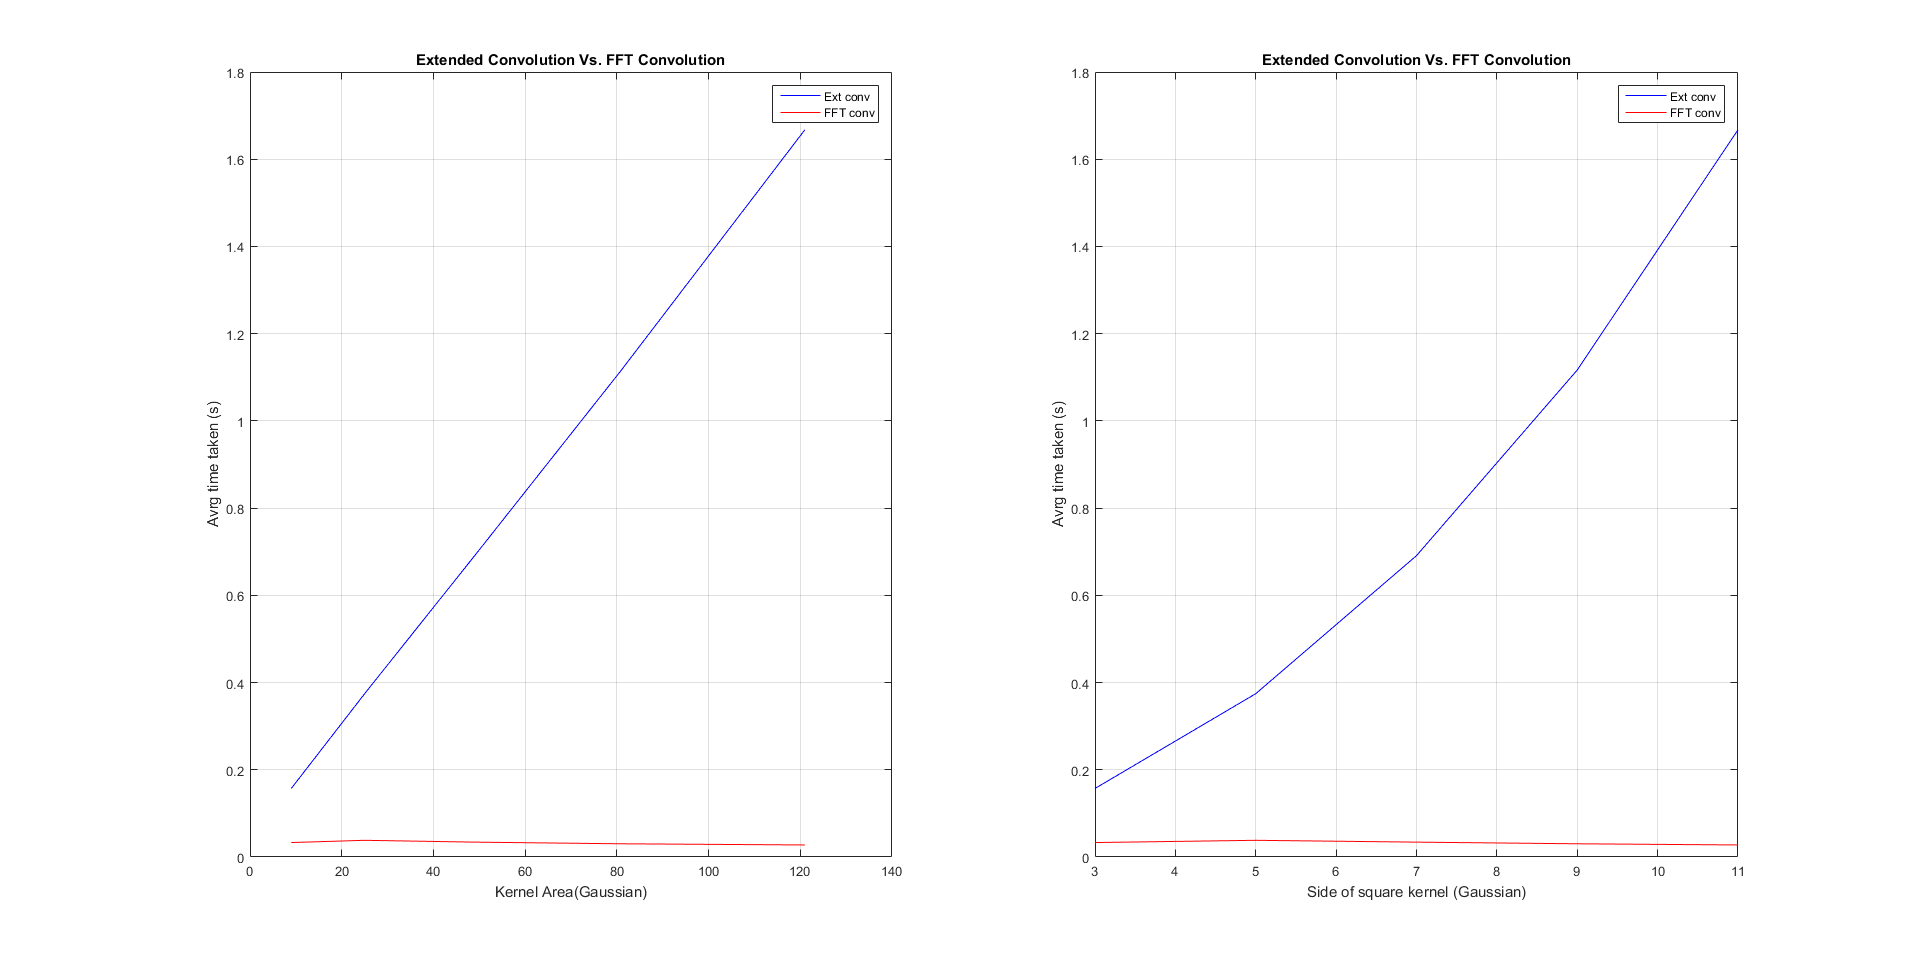 Extended Convolution Vs. FFT Convolution
Ext conv
FFT conv
1.8
1.6
1.4
1.2
1
0.8
0.6
0.4
0.2
0
Avrg time taken (s)
0 20 40 60 80 100 120 140
Kernel Area(Gaussian)
Extended Convolution Vs. FFT Convolution
Ext conv
FFT conv
1.8
1.6
1.4
1.2
1
0.8
0.6
0.4
0.2
0
Avrg time taken (s)
3 4 5 6 7 8 9 10 11
Side of square kernel (Gaussian)